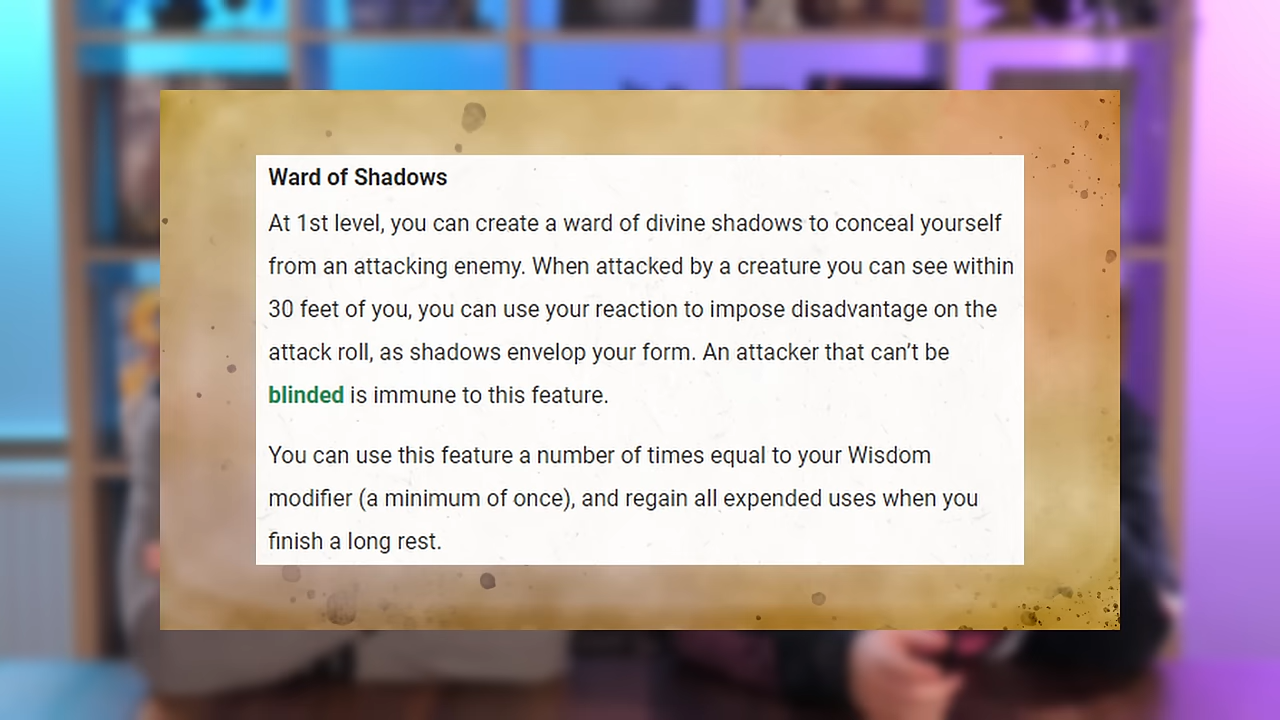 Ward of Shadows
At 1st level, you can create a ward of divine shadows to conceal yourself
from an attacking enemy. When attacked by a creature you can see within
30 feet of you, you can use your reaction to impose disadvantage on the
attack roll, as shadows envelop your form. An attacker that can’t be
blinded is immune to this feature.
You can use this feature a number of times equal to your Wisdom
modifier (a minimum of once), and regain all expended uses when you
finish a long rest.